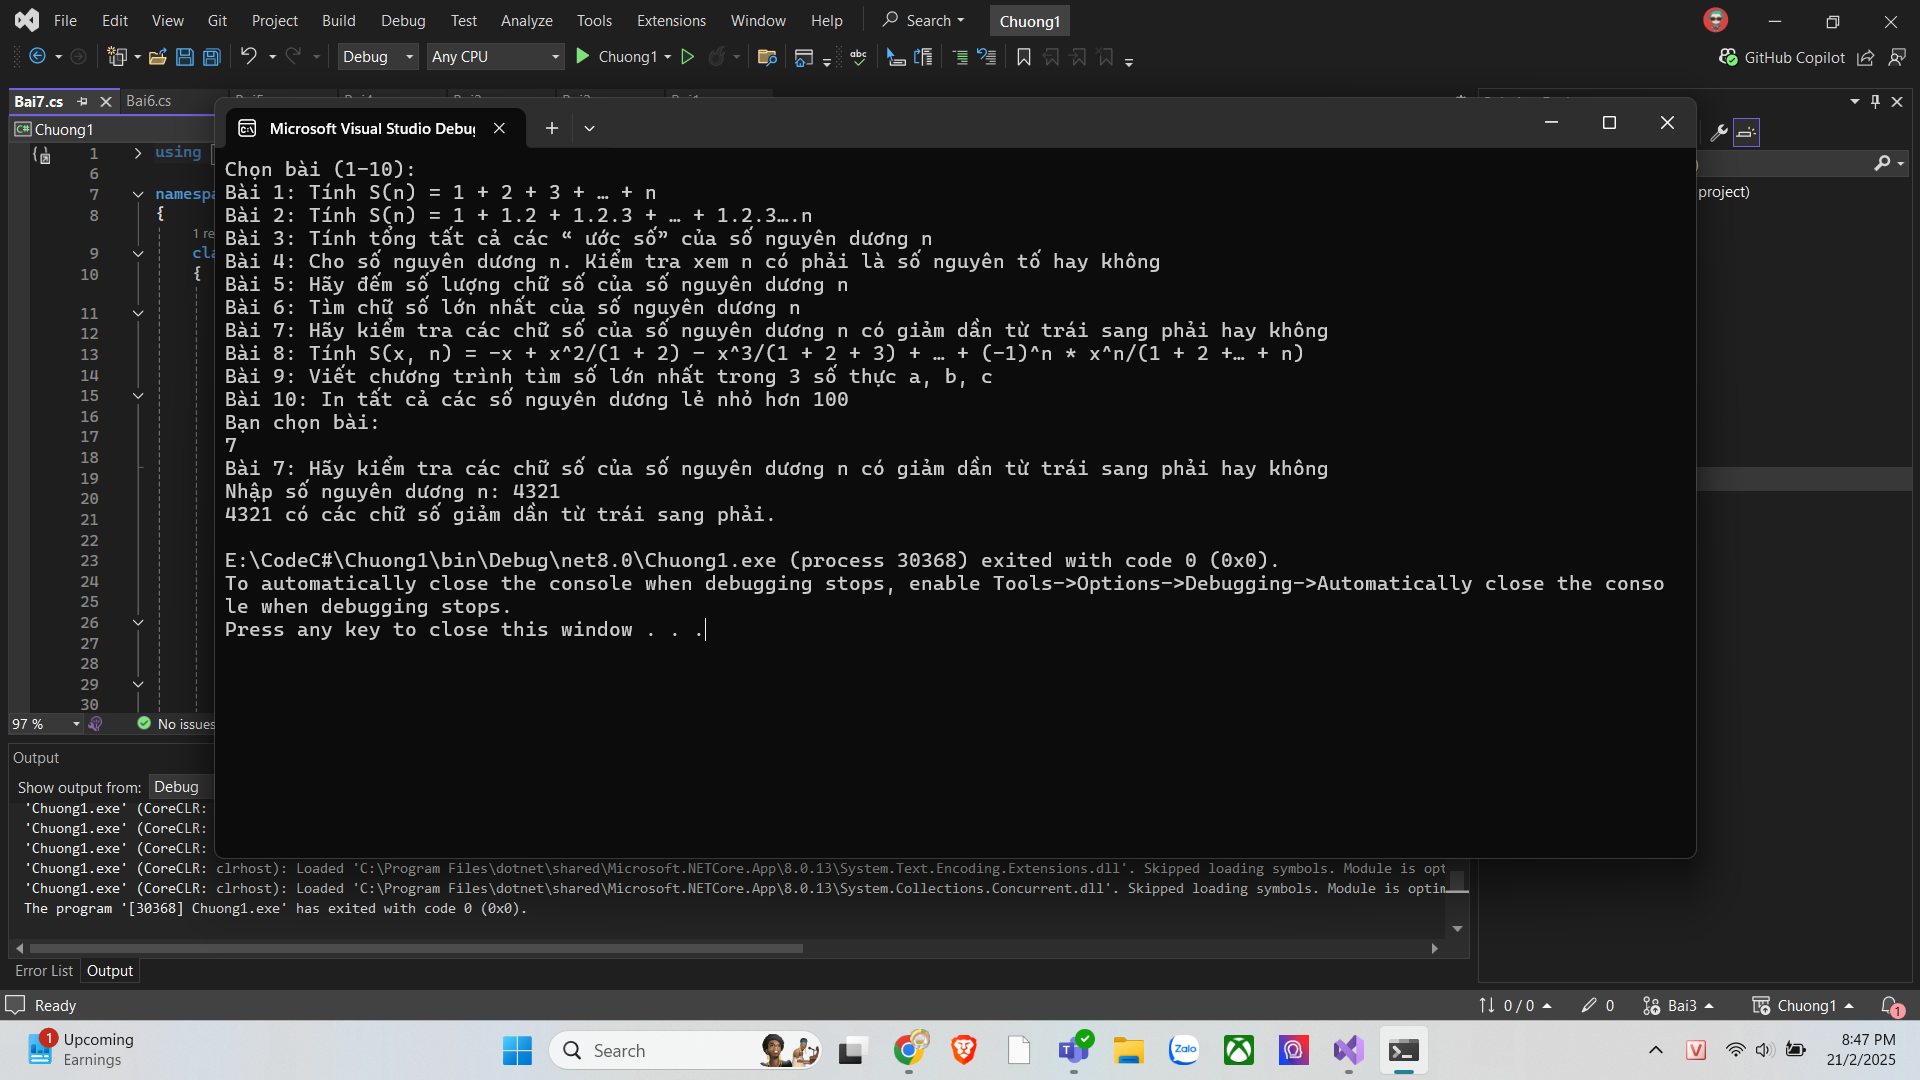 File Edit View Git Project Build Debug Test Analyze Tools Extensions Window Help Search Chuong1
Debug Any CPU Chuong1 GitHub Copilot
Bai7.cs Bai6.cs
Chuong1
Microsoft Visual Studio Debu
1 using
6
7 namespa
8 {
9 cla
10 {
11
12
13
14
15
16
17
18
19
20
21
22
23
24
25
26
27
28
29
30
project)
Chọn bài (1-10):
Bài 1: Tính S(n) = 1 + 2 + 3 + … + n
Bài 2: Tính S(n) = 1 + 1.2 + 1.2.3 + … + 1.2.3….n
Bài 3: Tính tổng tất cả các “ ước số” của số nguyên dương n
Bài 4: Cho số nguyên dương n. Kiểm tra xem n có phải là số nguyên tố hay không
Bài 5: Hãy đếm số lượng chữ số của số nguyên dương n
Bài 6: Tìm chữ số lớn nhất của số nguyên dương n
Bài 7: Hãy kiểm tra các chữ số của số nguyên dương n có giảm dần từ trái sang phải hay không
Bài 8: Tính S(x, n) = -x + x^2/(1 + 2) - x^3/(1 + 2 + 3) + … + (-1)^n * x^n/(1 + 2 +… + n)
Bài 9: Viết chương trình tìm số lớn nhất trong 3 số thực a, b, c
Bài 10: In tất cả các số nguyên dương lẻ nhỏ hơn 100
Bạn chọn bài:
7
Bài 7: Hãy kiểm tra các chữ số của số nguyên dương n có giảm dần từ trái sang phải hay không
Nhập số nguyên dương n: 4321
4321 có các chữ số giảm dần từ trái sang phải.
E:\CodeC#\Chuong1\bin\Debug\net8.0\Chuong1.exe (process 30368) exited with code 0 (0x0).
To automatically close the console when debugging stops, enable Tools->Options->Debugging->Automatically close the conso
le when debugging stops.
Press any key to close this window . . .
97 % No issues
Output
Show output from: Debug
'Chuong1.exe' (CoreCLR:
'Chuong1.exe' (CoreCLR:
'Chuong1.exe' (CoreCLR:
'Chuong1.exe' (CoreCLR: clrhost): Loaded 'C:\Program Files\dotnet\shared\Microsoft.NETCore.App\8.0.13\System.Text.Encoding.Extensions.dll'. Skipped loading symbols. Module is opt
'Chuong1.exe' (CoreCLR: clrhost): Loaded 'C:\Program Files\dotnet\shared\Microsoft.NETCore.App\8.0.13\System.Collections.Concurrent.dll'. Skipped loading symbols. Module is optim
The program '[30368] Chuong1.exe' has exited with code 0 (0x0).
Error List Output
Ready 0 / 0 0 Bai3 Chuong1 1
1 Upcoming
Earnings
Search
Zalo
V
8:47 PM
21/2/2025